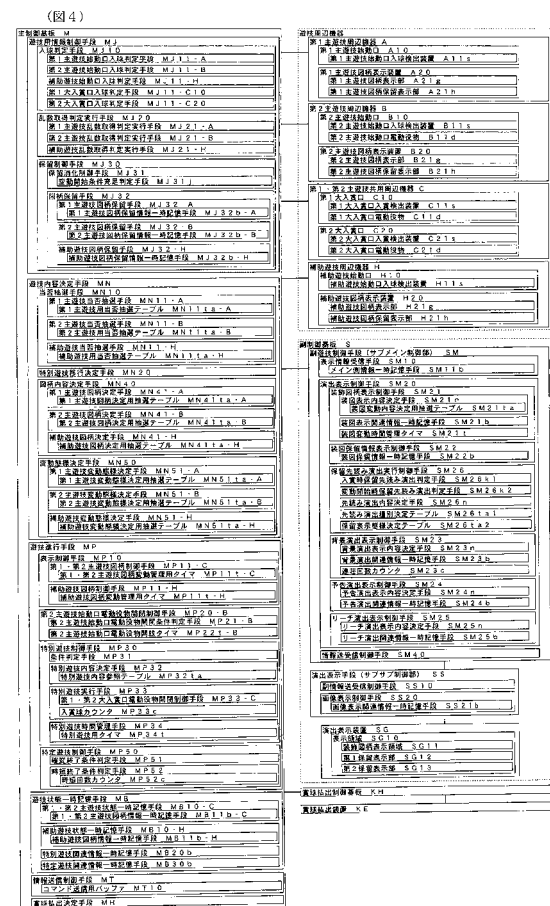 (図4)
主制御基板 M
遊技用情報制御手段 MJ
入球判定手段 MJ10
第1主遊技始動口入球判定手段 MJ11-A
第2主遊技始動口入球判定手段 MJ11-B
補助遊技始動口入球判定手段 MJ11-H
第1大入賞口入球判定手段 MJ11-C10
第2大入賞口入球判定手段 MJ11-C20
乱数取得判定実行手段 MJ20
第1主遊技乱数取得判定実行手段 MJ21-A
第2主遊技乱数取得判定実行手段 MJ21-B
補助遊技乱数取得判定実行手段 MJ21-H
保留制御手段 MJ30
保留消化制御手段 MJ31
変動開始条件充足判定手段 MJ31j
図柄保留手段 MJ32
第1主遊技図柄保留手段 MJ32-A
第1主遊技図柄保留情報一時記憶手段 MJ32b-A
第2主遊技図柄保留手段 MJ32-B
第2主遊技図柄保留情報一時記憶手段 MJ32b-B
補助遊技図柄保留手段 MJ32-H
補助遊技図柄保留情報一時記憶手段 MJ32b-H
遊技内容決定手段 MN
当否抽選手段 MN10
第1主遊技当否抽選手段 MN11-A
第1主遊技用当否抽選テーブル MN11ta-A
第2主遊技当否抽選手段 MN11-B
第2主遊技用当否抽選テーブル MN11ta-B
補助遊技当否抽選手段 MN11-H
補助遊技用当否抽選テーブル MN11ta-H
特別遊技移行決定手段 MN20
図柄内容決定手段 MN40
第1主遊技図柄決定手段 MN41-A
第1主遊技図柄決定用抽選テーブル MN41ta-A
第2主遊技図柄決定手段 MN41-B
第2主遊技図柄決定用抽選テーブル MN41ta-B
補助遊技図柄決定手段 MN41-H
補助遊技図柄決定用抽選テーブル MN41ta-H
変動態様決定手段 MN50
第1主遊技変動態様決定手段 MN51-A
第1主遊技変動態様決定用抽選テーブル MN51ta-A
第2主遊技変動態様決定手段 MN51-B
第2主遊技変動態様決定用抽選テーブル MN51ta-B
補助遊技変動態様決定手段 MN51-H
補助遊技変動態様決定用抽選テーブル MN51ta-H
遊技進行手段 MP
表示制御手段 MP10
第1・第2主遊技図柄制御手段 MP11-C
第1・第2主遊技図柄変動管理用タイマ MP11t-C
補助遊技図柄制御手段 MP11-H
補助遊技図柄変動管理用タイマ MP11t-H
第2主遊技始動口電動役物開閉制御手段 MP20-B
第2主遊技始動口電動役物開閉条件判定手段 MP21-B
第2主遊技始動口電動役物開放タイマ MP22t-B
特別遊技制御手段 MP30
条件判定手段 MP31
特別遊技内容決定手段 MP32
特別遊技内容参照テーブル MP32ta
特別遊技実行手段 MP33
第1・第2大入賞口電動役物開閉制御手段 MP33-C
入賞球カウンタ MP33c
特別遊技時間管理手段 MP34
特別遊技用タイマ MP34t
特定遊技制御手段 MP50
確変終了条件判定手段 MP51
時短終了条件判定手段 MP52
時短回数カウンタ MP52c
遊技状態一時記憶手段 MB
第1・第2主遊技状態一時記憶手段 MB10-C
第1・第2主遊技図柄情報一時記憶手段 MB11b-C
補助遊技状態一時記憶手段 MB10-H
補助遊技図柄情報一時記憶手段 MB11b-H
特別遊技関連情報一時記憶手段 MB20b
特定遊技関連情報一時記憶手段 MB30b
情報送信制御手段 MT
コマンド送信用バッファ MT10
賞球払出決定手段 MH
遊技周辺機器
第1主遊技周辺機器 A
第1主遊技始動口 A10
第1主遊技始動口入球検出装置 A11s
第1主遊技図柄表示装置 A20
第1主遊技図柄表示部 A21g
第1主遊技図柄保留表示部 A21h
第2主遊技周辺機器 B
第2主遊技始動口 B10
第2主遊技始動口入球検出装置 B11s
第2主遊技始動口電動役物 B11d
第2主遊技図柄表示装置 B20
第2主遊技図柄表示部 B21g
第2主遊技図柄保留表示部 B21h
第1・第2主遊技共用周辺機器 C
第1大入賞口 C10
第1大入賞口入賞検出装置 C11s
第1大入賞口電動役物 C11d
第2大入賞口 C20
第2大入賞口入賞検出装置 C21s
第2大入賞口電動役物 C21d
補助遊技周辺機器 H
補助遊技始動口 H10
補助遊技始動口入球検出装置 H11s
補助遊技図柄表示装置 H20
補助遊技図柄表示部 H21g
補助遊技図柄保留表示部 H21h
副制御基板 S
副遊技制御手段(サブメイン制御部) SM
表示情報受信手段 SM10
メイン側情報一時記憶手段 SM11b
演出表示制御手段 SM20
装飾図柄表示制御手段 SM21
装図表示内容決定手段 SM21n
装図変動内容決定用抽選テーブル SM21ta
装図表示関連情報一時記憶手段 SM21b
装図変動時間管理タイマ SM21t
装図保留情報表示制御手段 SM22
装図保留情報一時記憶手段 SM22b
保留先読み演出実行制御手段 SM26
入賞時保留先読み演出判定手段 SM26k1
変動開始時保留先読み演出判定手段 SM26k2
先読み演出内容決定手段 SM26n
先読み演出種別決定テーブル SM26ta1
保留表示態様決定テーブル SM26ta2
背景演出表示制御手段 SM23
背景演出表示内容決定手段 SM23n
背景演出関連情報一時記憶手段 SM23b
連荘回数カウンタ SM23c
予告演出表示制御手段 SM24
予告演出表示内容決定手段 SM24n
予告演出関連情報一時記憶手段 SM24b
リーチ演出表示制御手段 SM25
リーチ演出表示内容決定手段 SM25n
リーチ演出関連情報一時記憶手段 SM25b
情報送受信制御手段 SM40
演出表示手段(サブサブ制御部) SS
副情報送受信制御手段 SS10
画像表示制御手段 SS20
画像表示関連情報一時記憶手段 SS21b
演出表示装置 SG
表示領域 SG10
装飾図柄表示領域 SG11
第1保留表示部 SG12
第2保留表示部 SG13
賞球払出制御基板 KH
賞球払出装置 KE